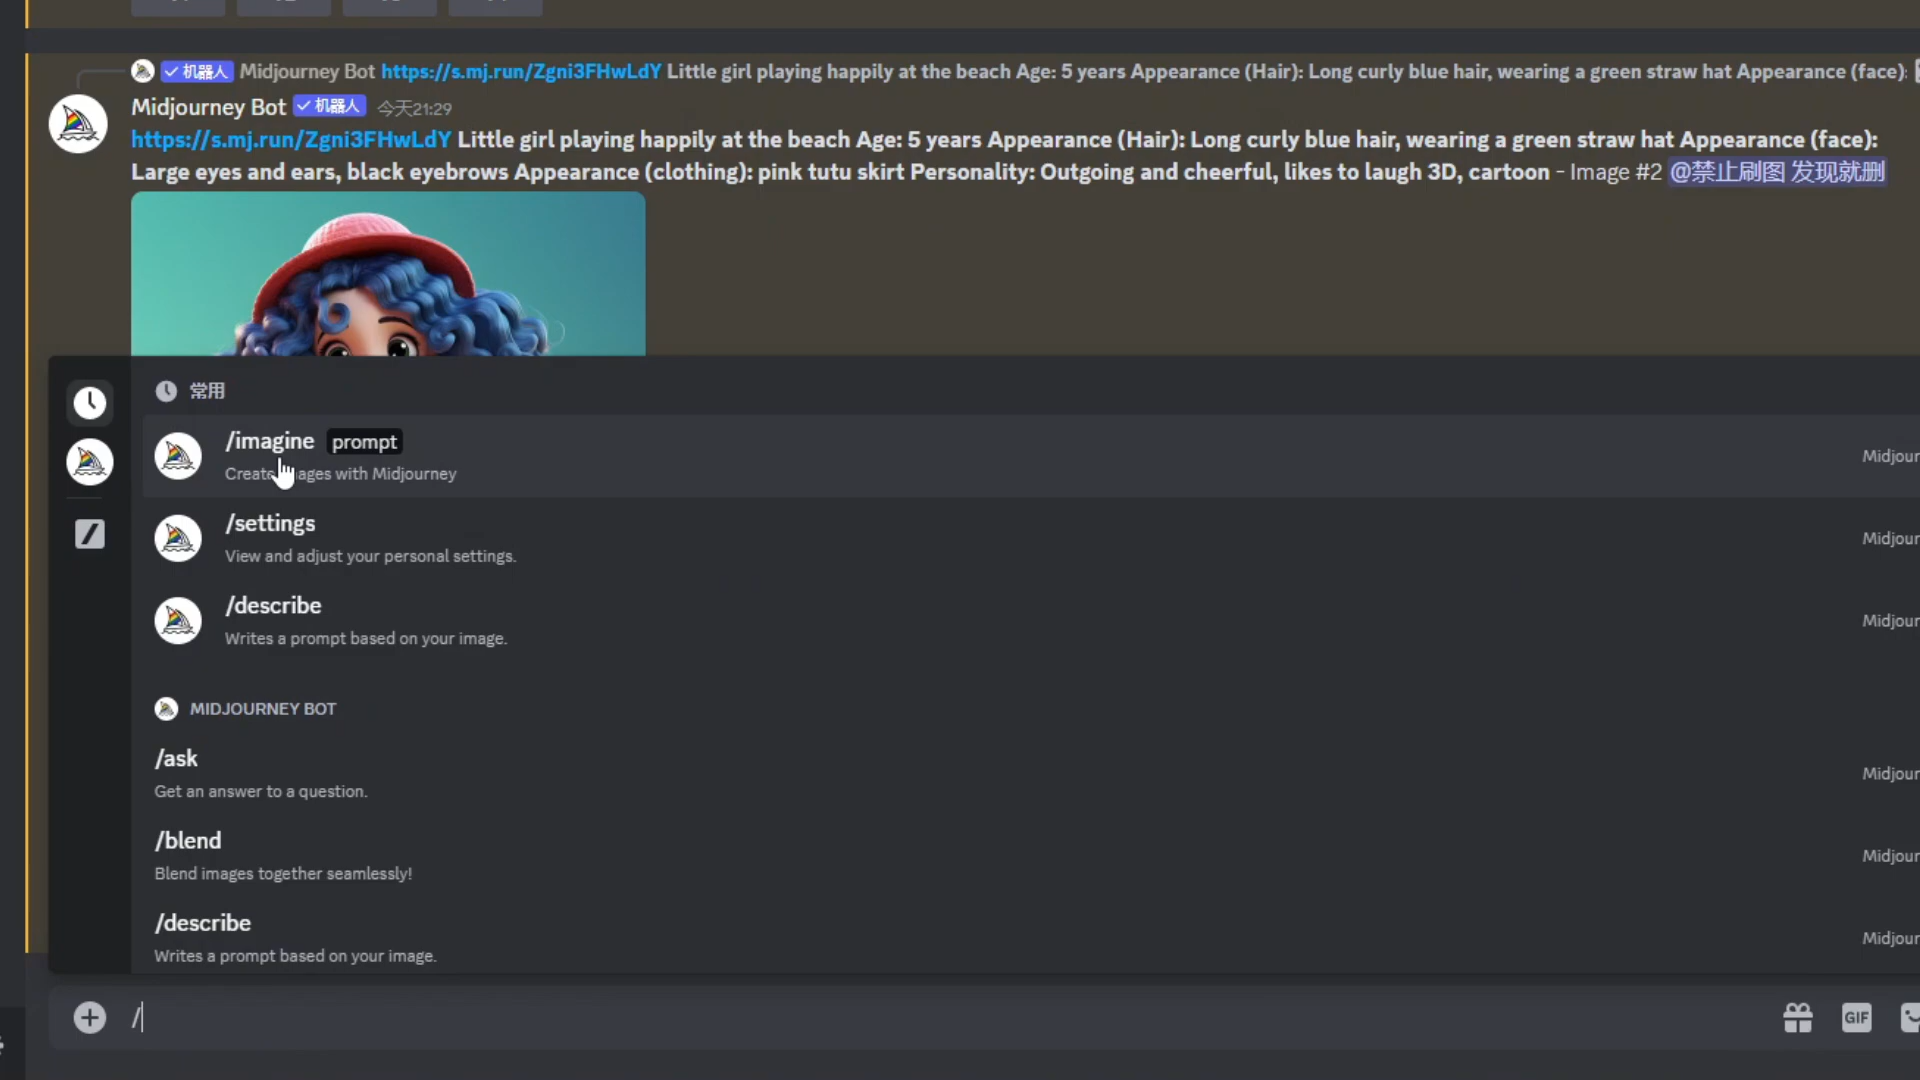 机器人 Midjourney Bot https://s.mj.run/Zgni3FHwLdY Little girl playing happily at the beach Age: 5 years Appearance (Hair): Long curly blue hair, wearing a green straw hat Appearance (face):
Midjourney Bot 机器人 今天21:29
https://s.mj.run/Zgni3FHwLdY Little girl playing happily at the beach Age: 5 years Appearance (Hair): Long curly blue hair, wearing a green straw hat Appearance (face):
Large eyes and ears, black eyebrows Appearance (clothing): pink tutu skirt Personality: Outgoing and cheerful, likes to laugh 3D, cartoon - Image #2 @禁止刷图 发现就删
常用
/imagine prompt
Midjour
Create ages with Midjourney
/settings
Midjour
View and adjust your personal settings.
/describe
Midjour
Writes a prompt based on your image.
MIDJOURNEY BOT
/ask
Midjour
Get an answer to a question.
/blend
Midjour
Blend images together seamlessly!
/describe
Midjour
Writes a prompt based on your image.
/
GIF